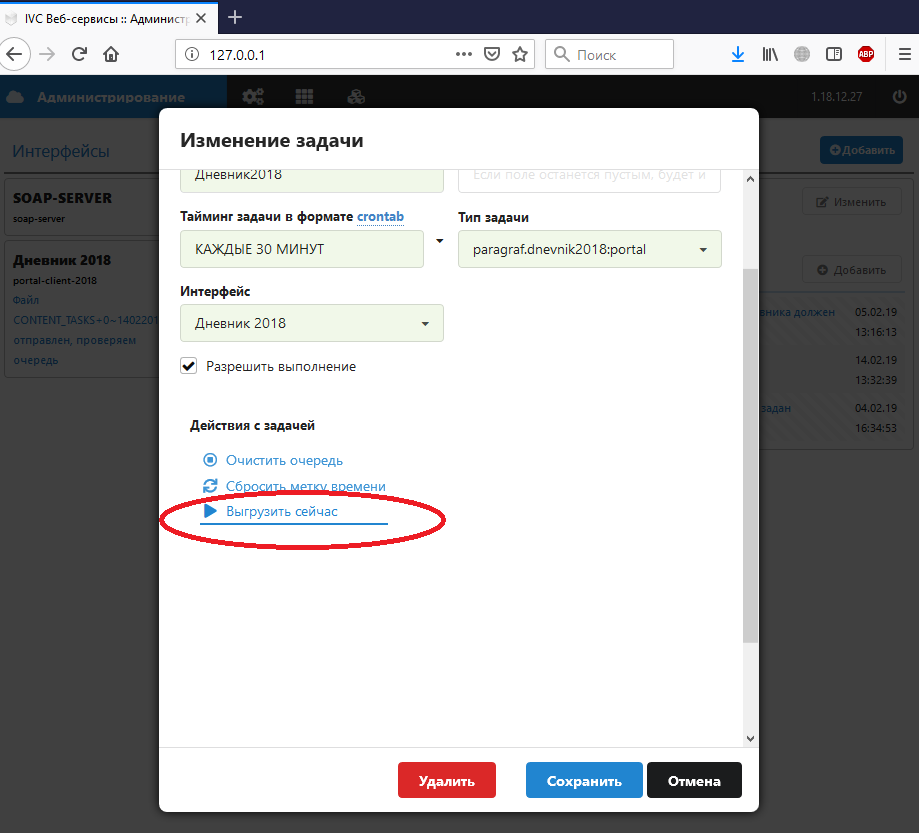 IVC Веб-сервисы :: Администр
127.0.0.1
Поиск
ABP
Администрирование
1.18.12.27
Интерфейсы
Добавить
SOAP-SERVER
soap-server
Изменить
Дневник 2018
portal-client-2018
Файл
CONTENT_TASKS+0~1402201
отправлен, проверяем
очередь
Добавить
вника должен
05.02.19
13:16:13
14.02.19
13:32:39
задан
04.02.19
16:34:53
Изменение задачи
Дневник2018
Если поле останется пустым, будет и
Тайминг задачи в формате crontab
Тип задачи
КАЖДЫЕ 30 МИНУТ
paragraf.dnevnik2018:portal
Интерфейс
Дневник 2018
Разрешить выполнение
Действия с задачей
Очистить очередь
Сбросить метку времени
Выгрузить сейчас
Удалить
Сохранить
Отмена